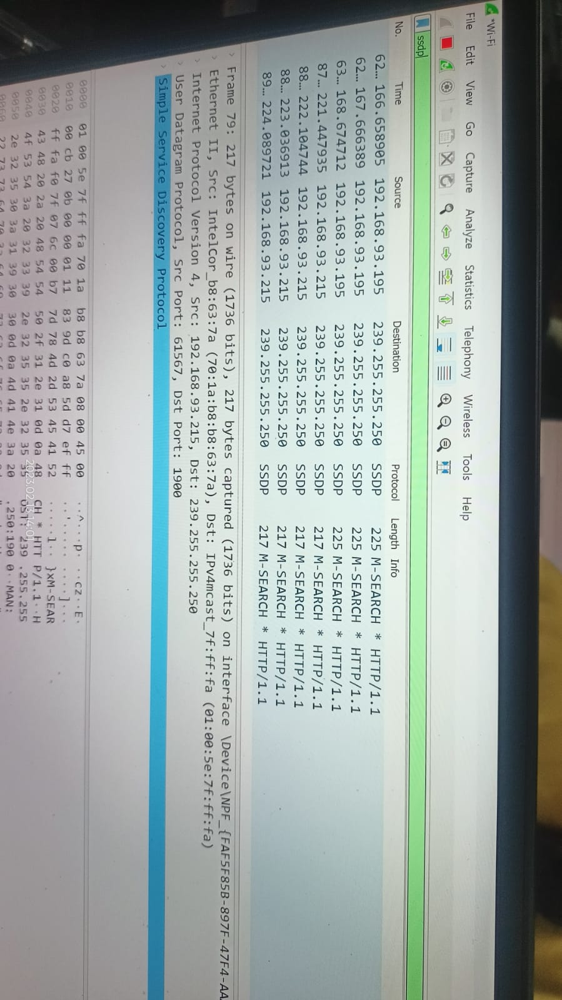 *Wi-Fi
File Edit View Go Capture Analyze Statistics Telephony Wireless Tools Help
ssdp
No. Time Source Destination Protocol Length Info
62… 166.658905 192.168.93.195 239.255.255.250 SSDP 225 M-SEARCH * HTTP/1.1
62… 167.666389 192.168.93.195 239.255.255.250 SSDP 225 M-SEARCH * HTTP/1.1
63… 168.674712 192.168.93.195 239.255.255.250 SSDP 225 M-SEARCH * HTTP/1.1
87… 221.447935 192.168.93.215 239.255.255.250 SSDP 217 M-SEARCH * HTTP/1.1
88… 222.104744 192.168.93.215 239.255.255.250 SSDP 217 M-SEARCH * HTTP/1.1
88… 223.036913 192.168.93.215 239.255.255.250 SSDP 217 M-SEARCH * HTTP/1.1
89… 224.089721 192.168.93.215 239.255.255.250 SSDP 217 M-SEARCH * HTTP/1.1
> Frame 79: 217 bytes on wire (1736 bits), 217 bytes captured (1736 bits) on interface \Device\NPF_{FAF5F85B-897F-47F4-AA
> Ethernet II, Src: IntelCor_b8:63:7a (70:1a:b8:b8:63:7a), Dst: IPv4mcast_7f:ff:fa (01:00:5e:7f:ff:fa)
> Internet Protocol Version 4, Src: 192.168.93.215, Dst: 239.255.255.250
> User Datagram Protocol, Src Port: 61567, Dst Port: 1900
> Simple Service Discovery Protocol
0000 01 00 5e 7f ff fa 70 1a b8 b8 63 7a 08 00 45 00 ··^···p· ··cz··E·
0010 00 cb 27 0b 00 00 01 11 83 9d c0 a8 5d d7 ef ff ··'····· ····]···
0020 ff fa f0 7f 07 6c 00 b7 7d 78 4d 2d 53 45 41 52 ·····l·· }xM-SEAR
0030 43 48 20 2a 20 48 54 54 50 2f 31 2e 31 0d 0a 48 CH * HTT P/1.1··H
0040 4f 53 54 3a 20 32 33 39 2e 32 35 35 2e 32 35 35 OST: 239 .255.255
0050 2e 32 35 30 3a 31 39 30 30 0d 0a 4d 41 4e 3a 20 .250:190 0··MAN:
0060
2023.02.13 14:01